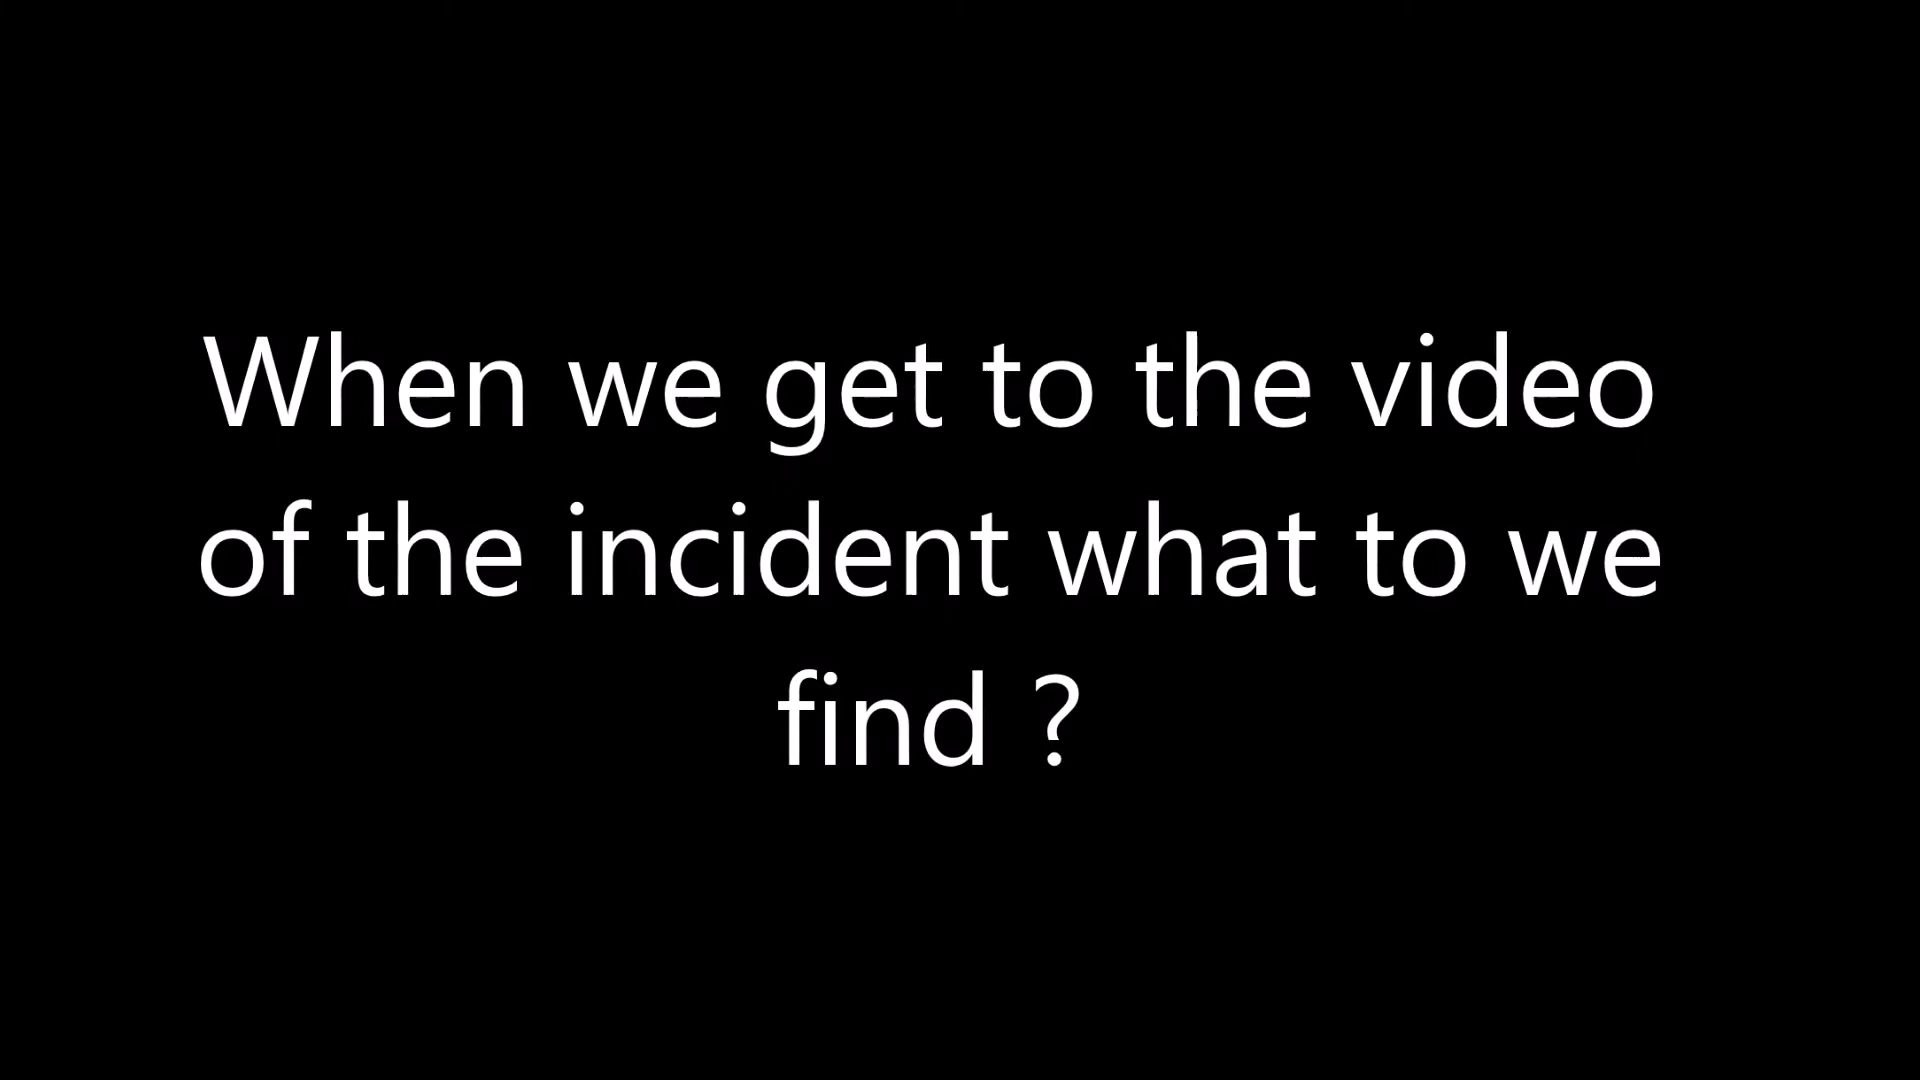 When we get to the video
of the incident what to we
find ?